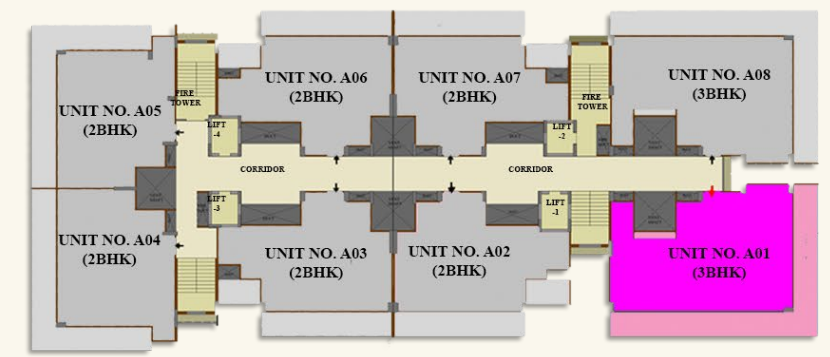 UNIT NO. A06
(2BHK)
UNIT NO. A07
(2BHK)
UNIT NO. A08
(3BHK)
UNIT NO. A05
(2BHK)
FIRE
TOWER
FIRE
TOWER
LIFT
-4
LIFT
-2
CORRIDOR
CORRIDOR
LIFT
-3
LIFT
-1
UNIT NO. A04
(2BHK)
UNIT NO. A03
(2BHK)
UNIT NO. A02
(2BHK)
UNIT NO. A01
(3BHK)